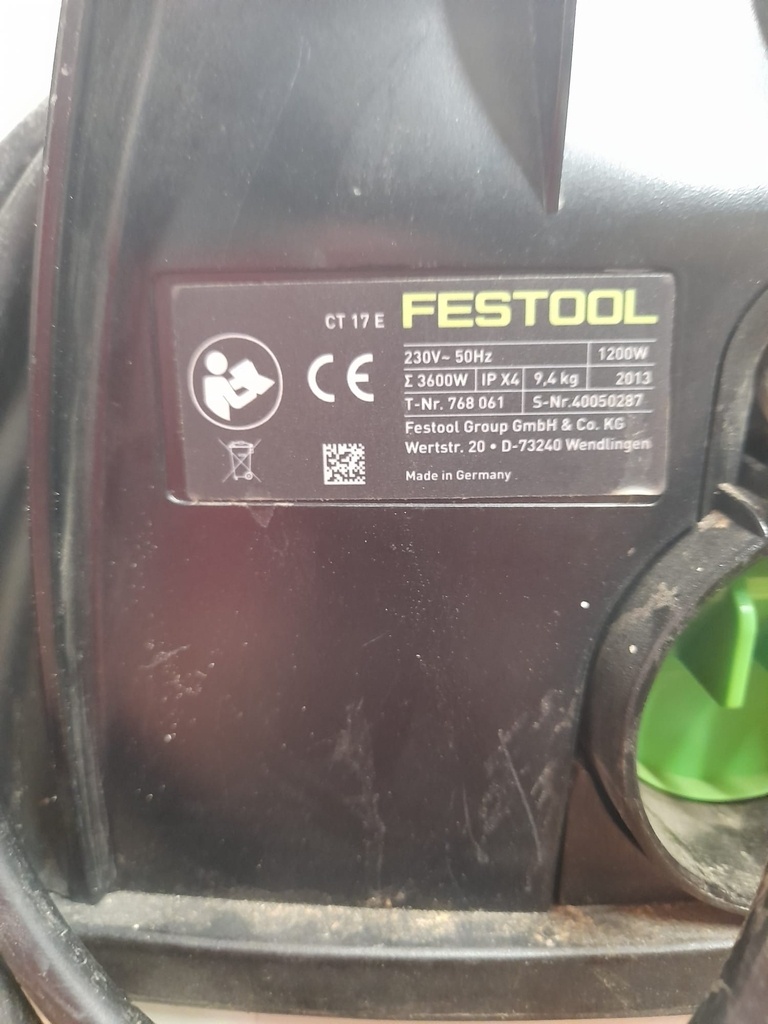 CT 17 E FESTOOL
230V~ 50Hz 1200W
CE
Σ 3600W IP X4 9,4 kg 2013
T-Nr. 768 061 S-Nr.40050287
Festool Group GmbH & Co. KG
Wertstr. 20 • D-73240 Wendlingen
Made in Germany